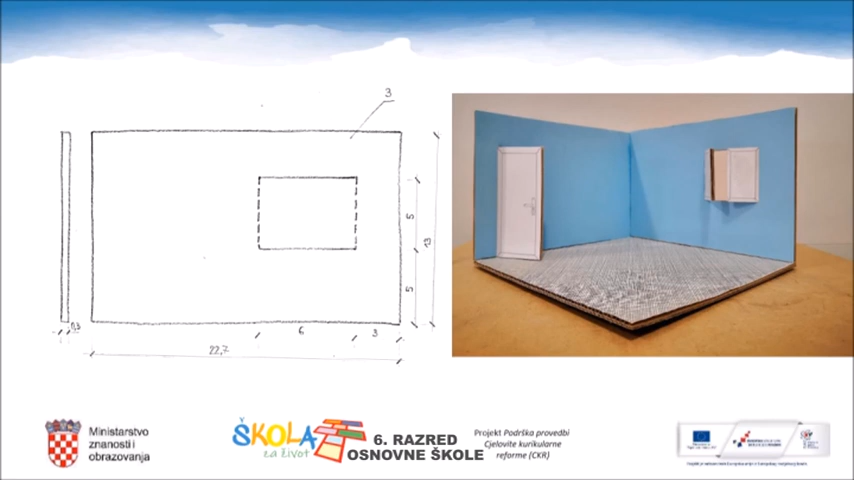 3
5
13
5
0,3
6
3
22,7
Ministarstvo
znanosti i
obrazovanja
ŠKOLA
za život
6. RAZRED
OSNOVNE ŠKOLE
Projekt Podrška provedbi
Cjelovite kurikularne
reforme (CKR)